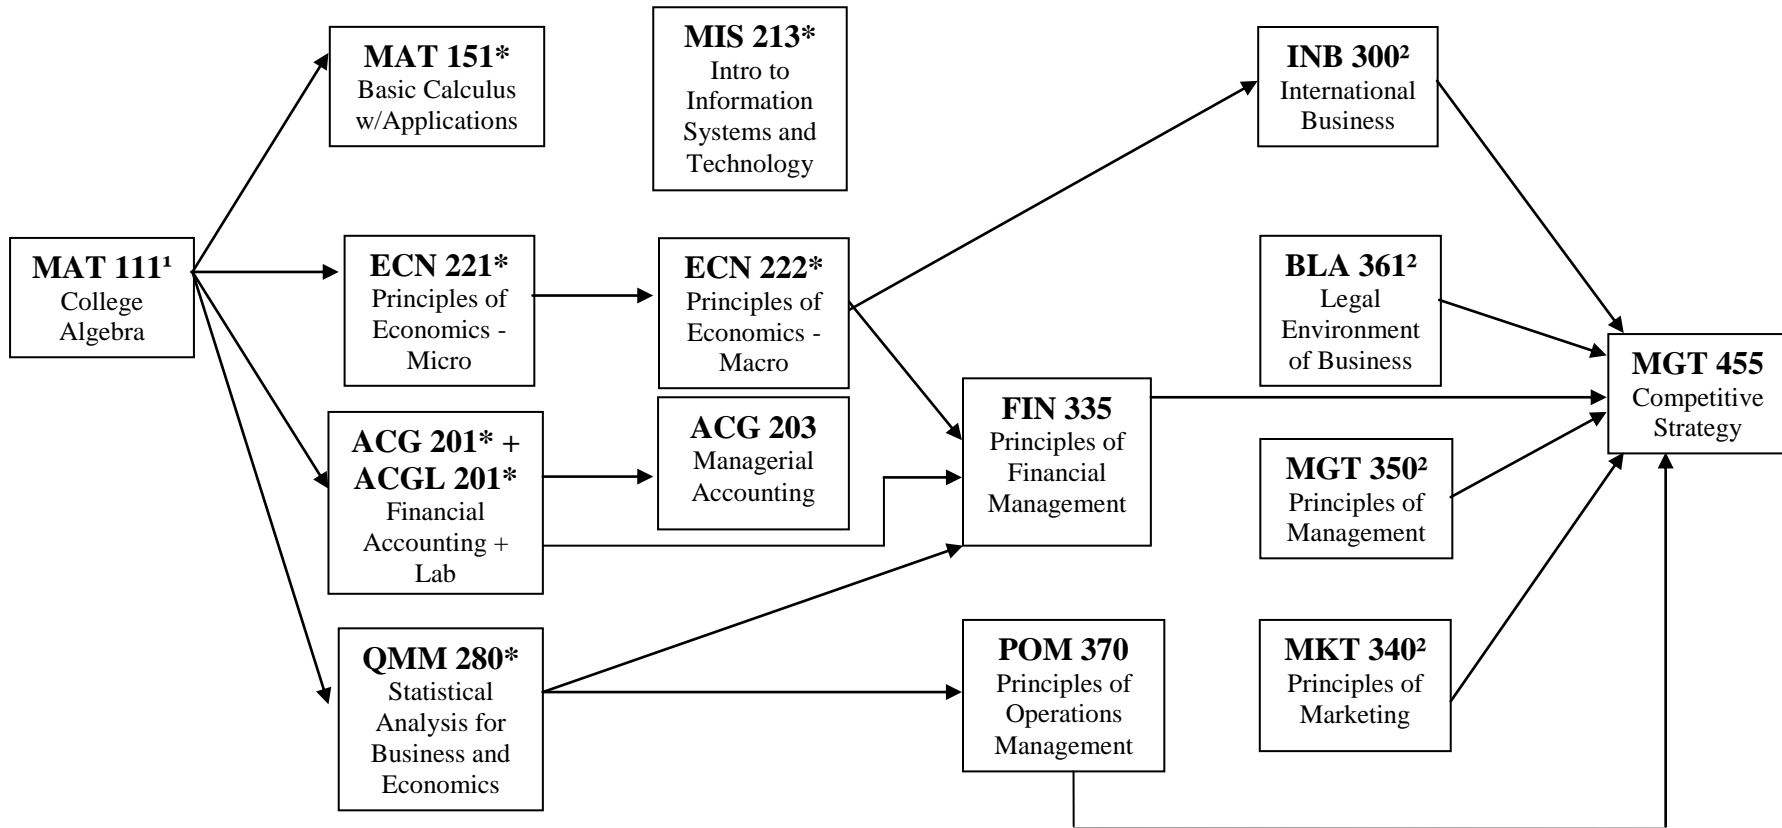 MAT 151*
Basic Calculus
w/Applications
MIS 213*
Intro to
Information
Systems and
Technology
INB 300²
International
Business
MAT 111¹
College
Algebra
ECN 221*
Principles of
Economics -
Micro
ECN 222*
Principles of
Economics -
Macro
BLA 361²
Legal
Environment
of Business
MGT 455
Competitive
Strategy
ACG 201* +
ACGL 201*
Financial
Accounting +
Lab
ACG 203
Managerial
Accounting
FIN 335
Principles of
Financial
Management
MGT 350²
Principles of
Management
QMM 280*
Statistical
Analysis for
Business and
Economics
POM 370
Principles of
Operations
Management
MKT 340²
Principles of
Marketing